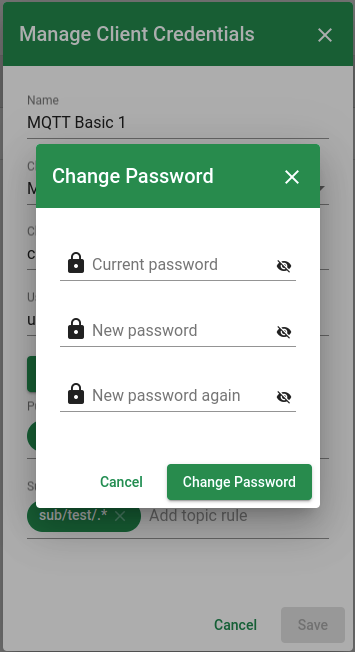 Manage Client Credentials
Name
MQTT Basic 1
Change Password
Current password
New password
New password again
Cancel
Change Password
sub/test/.*
Add topic rule
Cancel
Save